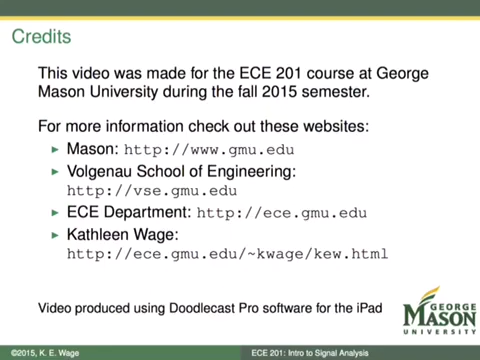 Credits
This video was made for the ECE 201 course at George
Mason University during the fall 2015 semester.
For more information check out these websites:
Mason: http://www.gmu.edu
Volgenau School of Engineering:
http://vse.gmu.edu
ECE Department: http://ece.gmu.edu
Kathleen Wage:
http://ece.gmu.edu/~kwage/kew.html
Video produced using Doodlecast Pro software for the iPad
GEORGE
MASON
UNIVERSITY
©2015, K. E. Wage
ECE 201: Intro to Signal Analysis